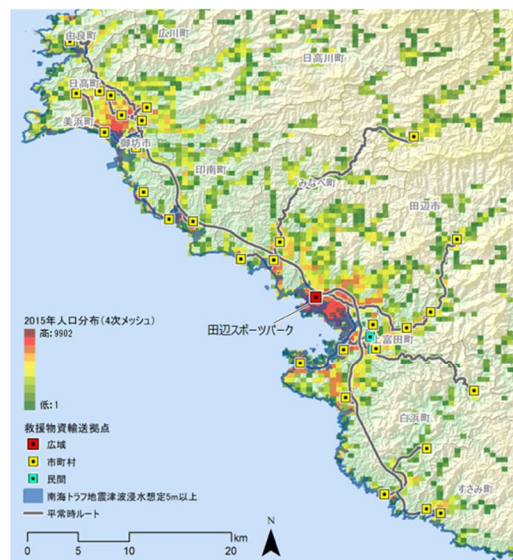 由良町
広川町
日高町
日高川町
美浜町
御坊市
印南町
みなべ町
田辺市
田辺スポーツパーク
上富田町
白浜町
すさみ町
2015年人口分布(4次メッシュ)
高:9902
低:1
救援物資輸送拠点
広域
市町村
民間
南海トラフ地震津波浸水想定5m以上
平常時ルート
0 5 10 20
km
N